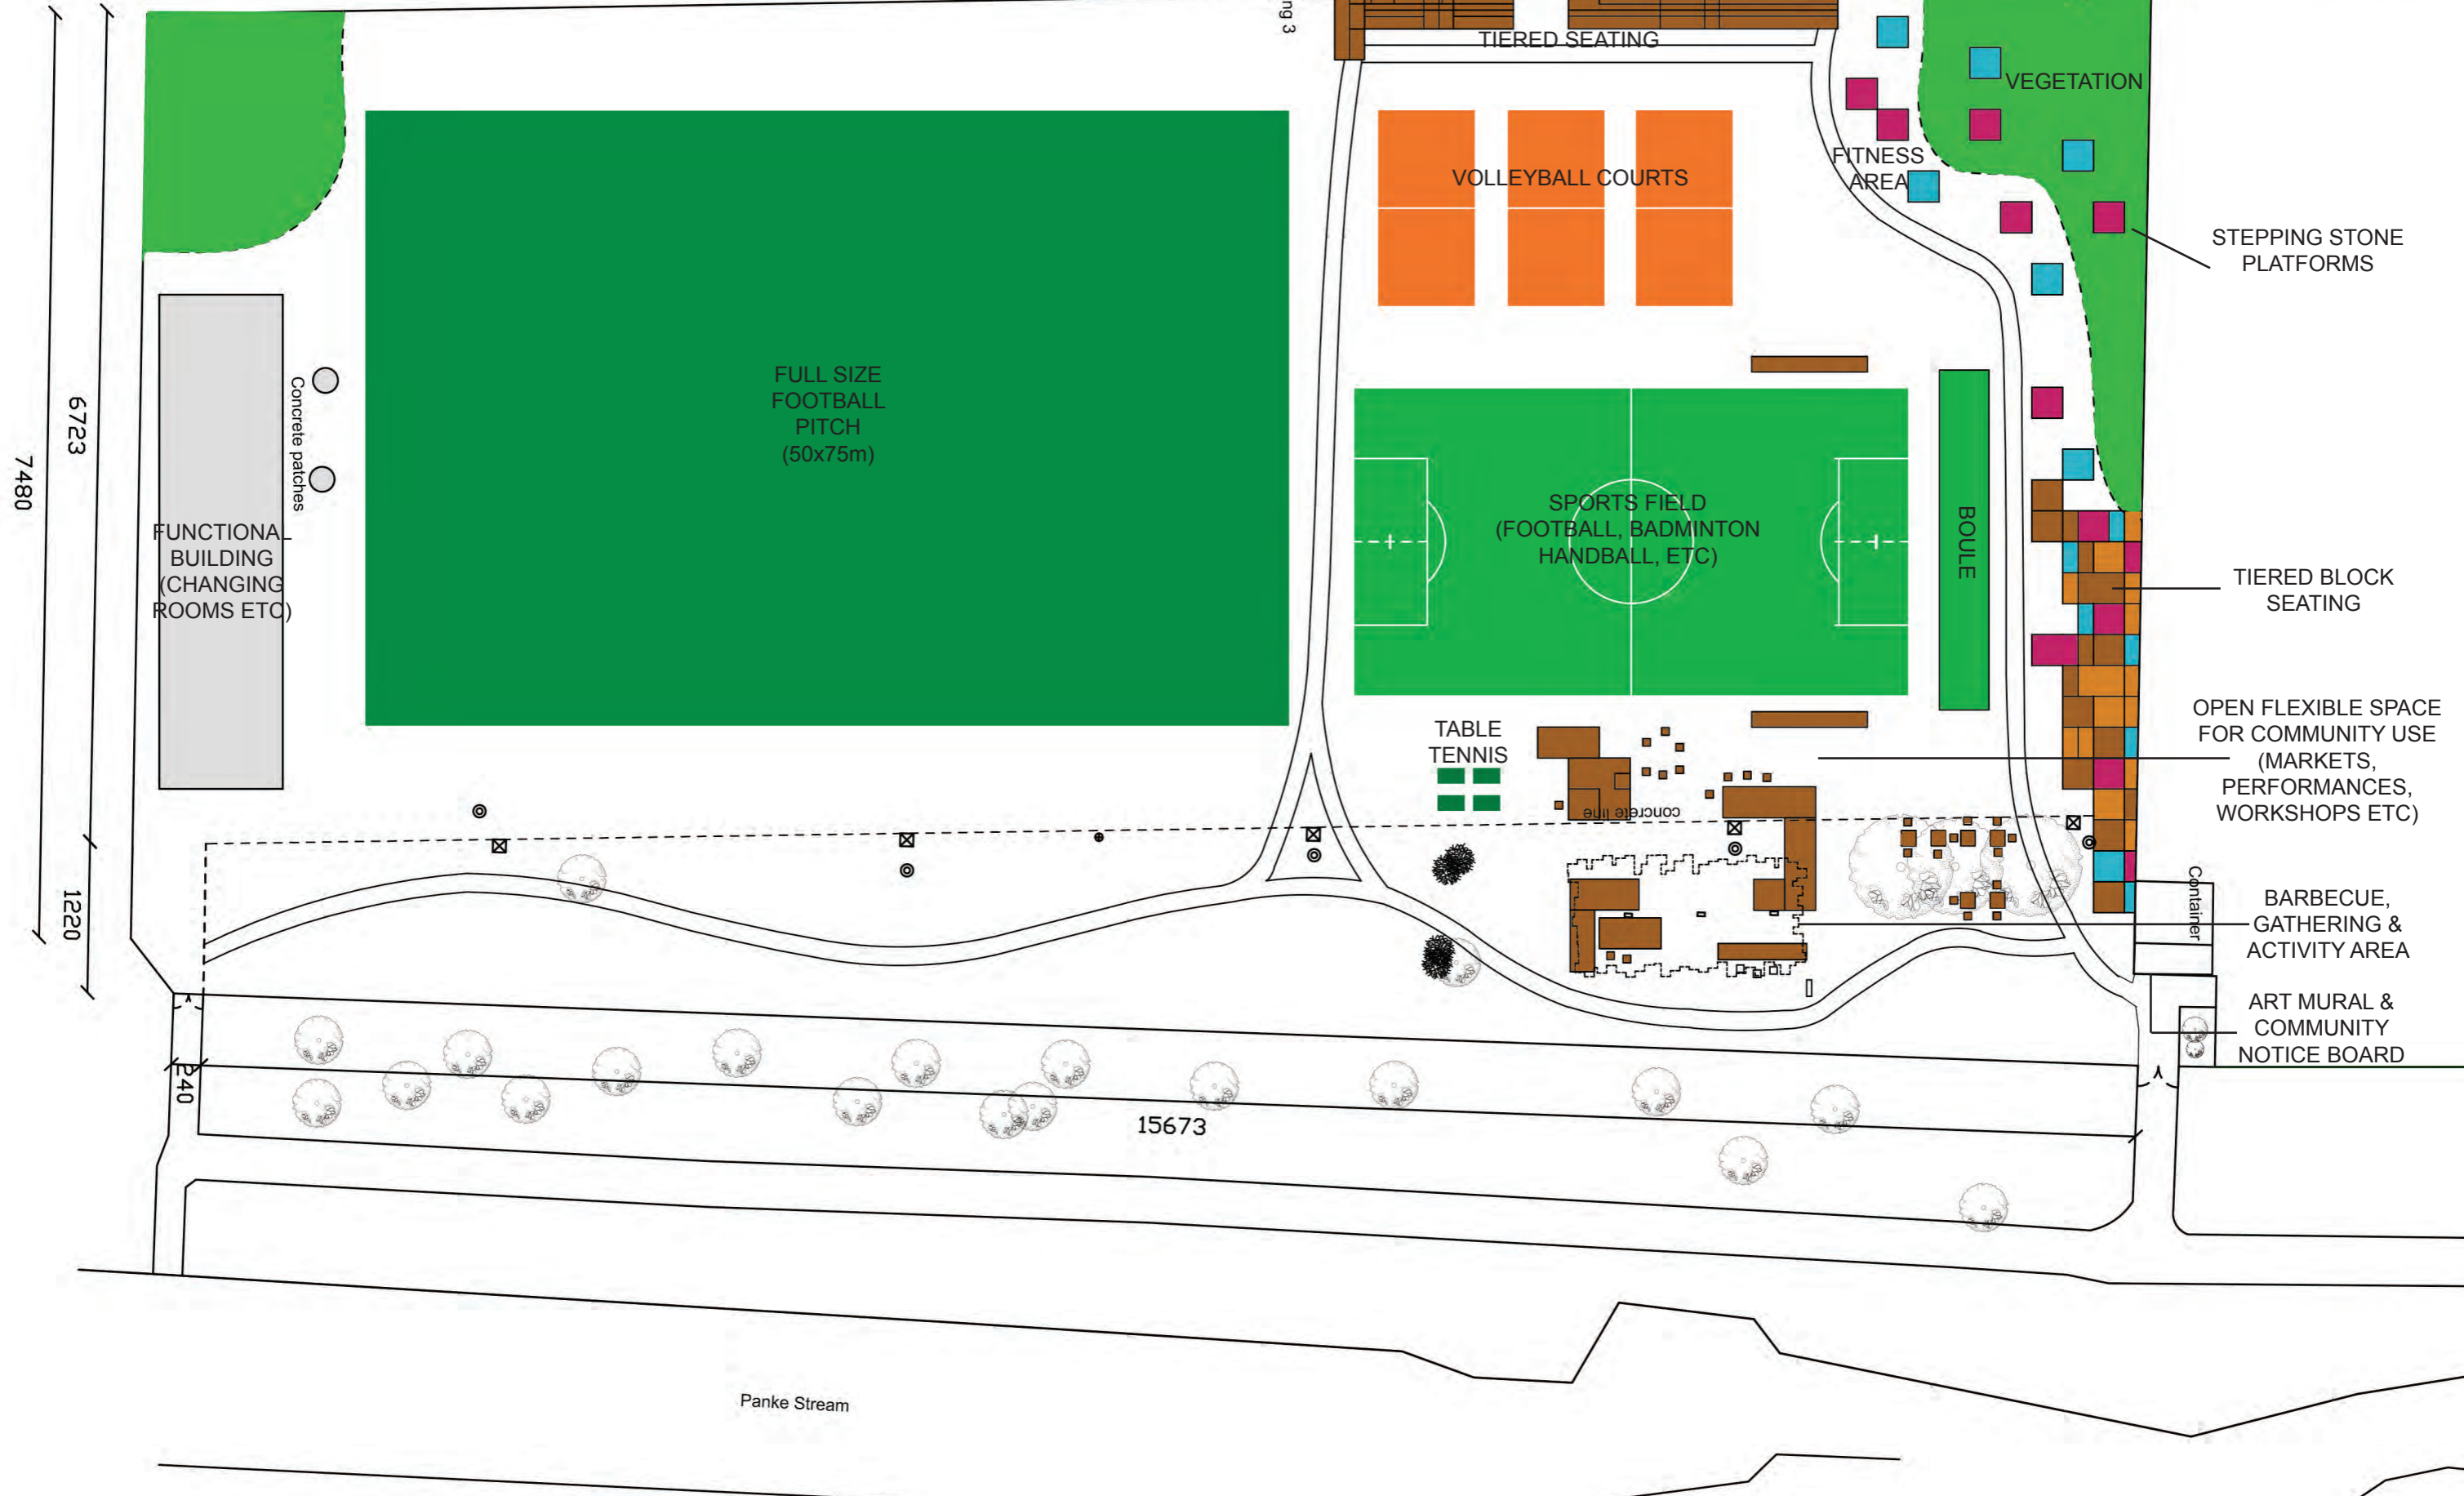 ng 3
TIERED SEATING
VEGETATION
VOLLEYBALL COURTS
FITNESS
AREA
STEPPING STONE
PLATFORMS
FULL SIZE
FOOTBALL
PITCH
(50x75m)
6723
7480
Concrete patches
FUNCTIONAL
BUILDING
(CHANGING
ROOMS ETC)
SPORTS FIELD
(FOOTBALL, BADMINTON
HANDBALL, ETC)
BOULE
TIERED BLOCK
SEATING
TABLE
TENNIS
OPEN FLEXIBLE SPACE
FOR COMMUNITY USE
(MARKETS,
PERFORMANCES,
WORKSHOPS ETC)
concrete line
1220
Container
BARBECUE,
GATHERING &
ACTIVITY AREA
ART MURAL &
COMMUNITY
NOTICE BOARD
240
15673
Panke Stream